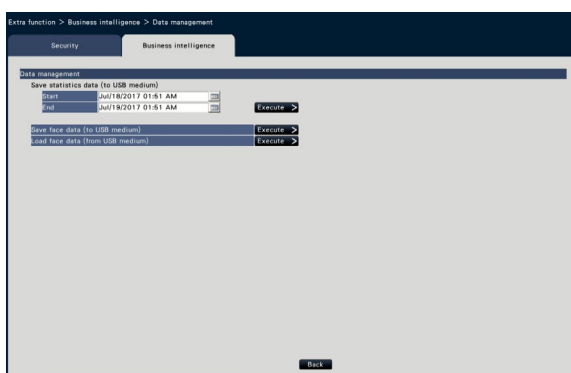 Extra function > Business intelligence > Data management
Security Business intelligence
Data management
Save statistics data (to USB medium)
Start Jul/18/2017 01:51 AM
End Jul/19/2017 01:51 AM Execute >
Save face data (to USB medium) Execute >
Load face data (from USB medium) Execute >
Back